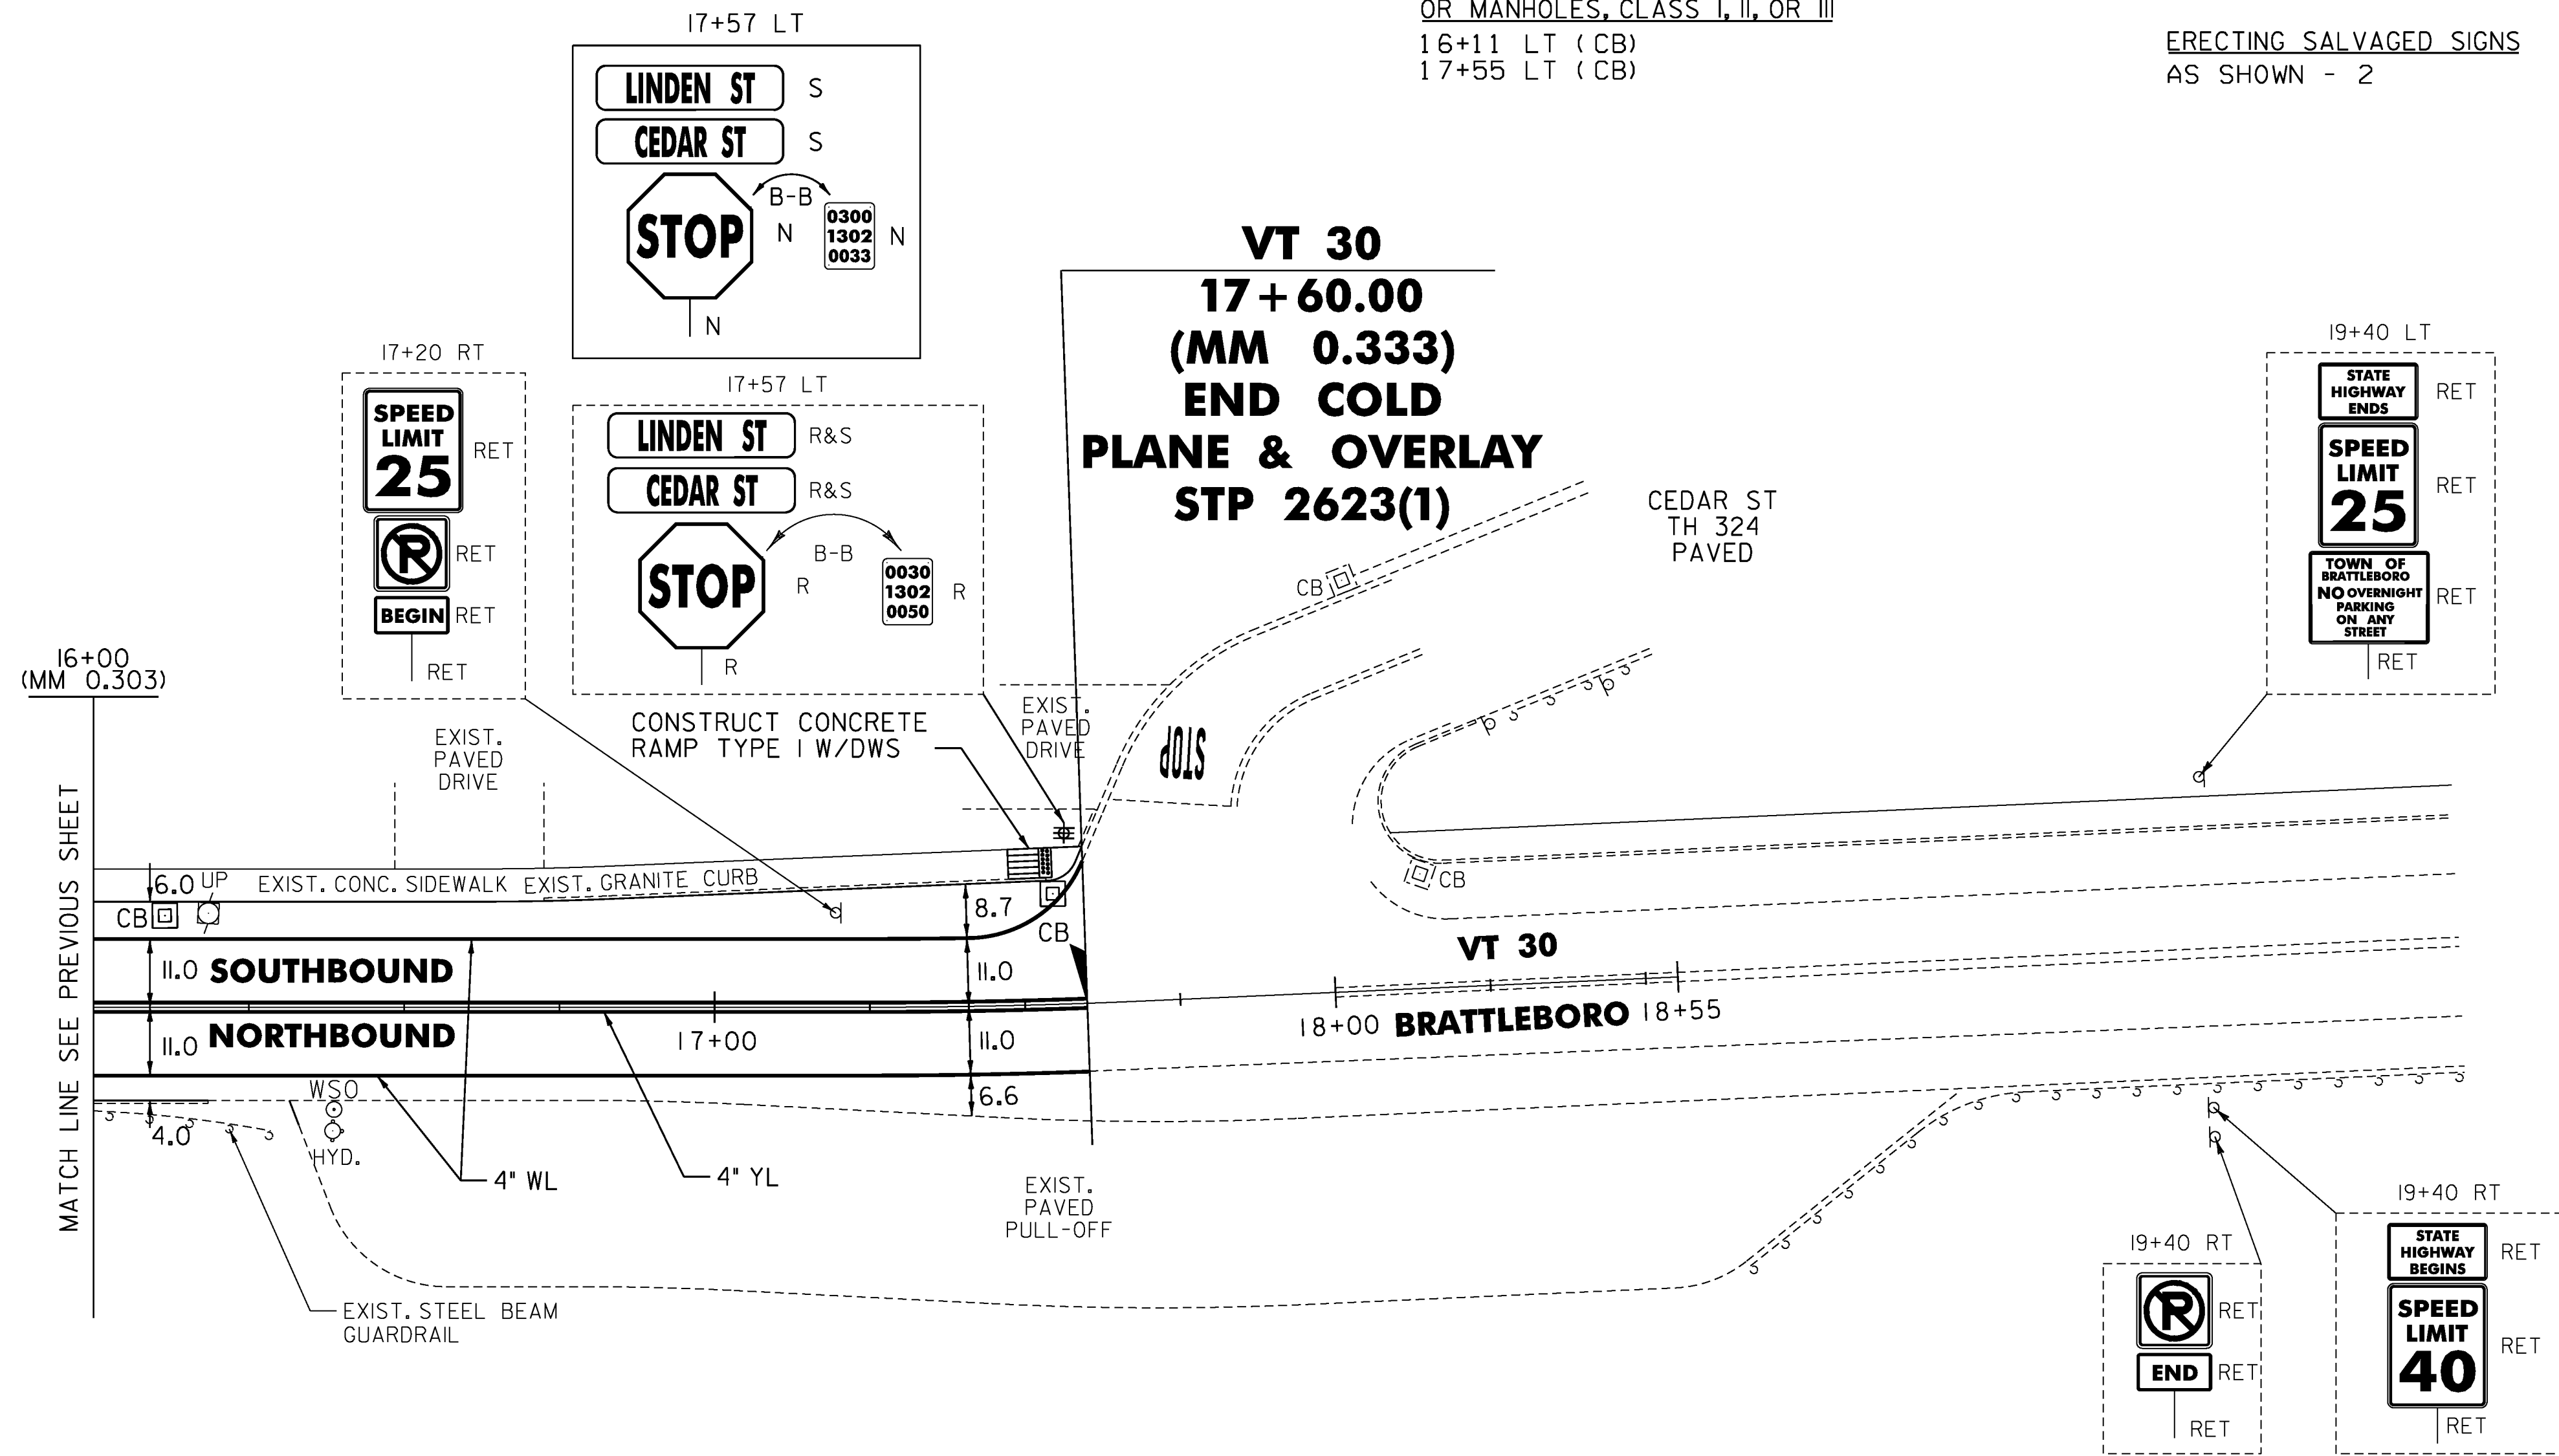 OR MANHOLES, CLASS I, II, OR III
16+11 LT (CB)
17+55 LT (CB)
ERECTING SALVAGED SIGNS
AS SHOWN - 2
17+57 LT
LINDEN ST S
CEDAR ST S
B-B
STOP N
0300
1302
0033
N
N
VT 30
17+60.00
(MM 0.333)
END COLD
PLANE & OVERLAY
STP 2623(1)
17+20 RT
SPEED
LIMIT
25
RET
P
RET
BEGIN RET
RET
17+57 LT
LINDEN ST R&S
CEDAR ST R&S
B-B
STOP R
0030
1302
0050
R
R
19+40 LT
STATE
HIGHWAY
ENDS
RET
SPEED
LIMIT
25
RET
TOWN OF
BRATTLEBORO
NO OVERNIGHT
PARKING
ON ANY
STREET
RET
RET
CEDAR ST
TH 324
PAVED
CB
16+00
(MM 0.303)
MATCH LINE SEE PREVIOUS SHEET
EXIST.
PAVED
DRIVE
CONSTRUCT CONCRETE
RAMP TYPE I W/DWS
EXIST.
PAVED
DRIVE
STOP
6.0 UP
EXIST. CONC. SIDEWALK
EXIST. GRANITE CURB
CB
8.7
CB
CB
11.0 SOUTHBOUND
11.0
VT 30
11.0 NORTHBOUND
17+00
11.0
18+00 BRATTLEBORO 18+55
WSO
6.6
4.0
HYD.
4" WL
4" YL
EXIST.
PAVED
PULL-OFF
EXIST. STEEL BEAM
GUARDRAIL
19+40 RT
P
RET
END RET
RET
19+40 RT
STATE
HIGHWAY
BEGINS
RET
SPEED
LIMIT
40
RET
RET